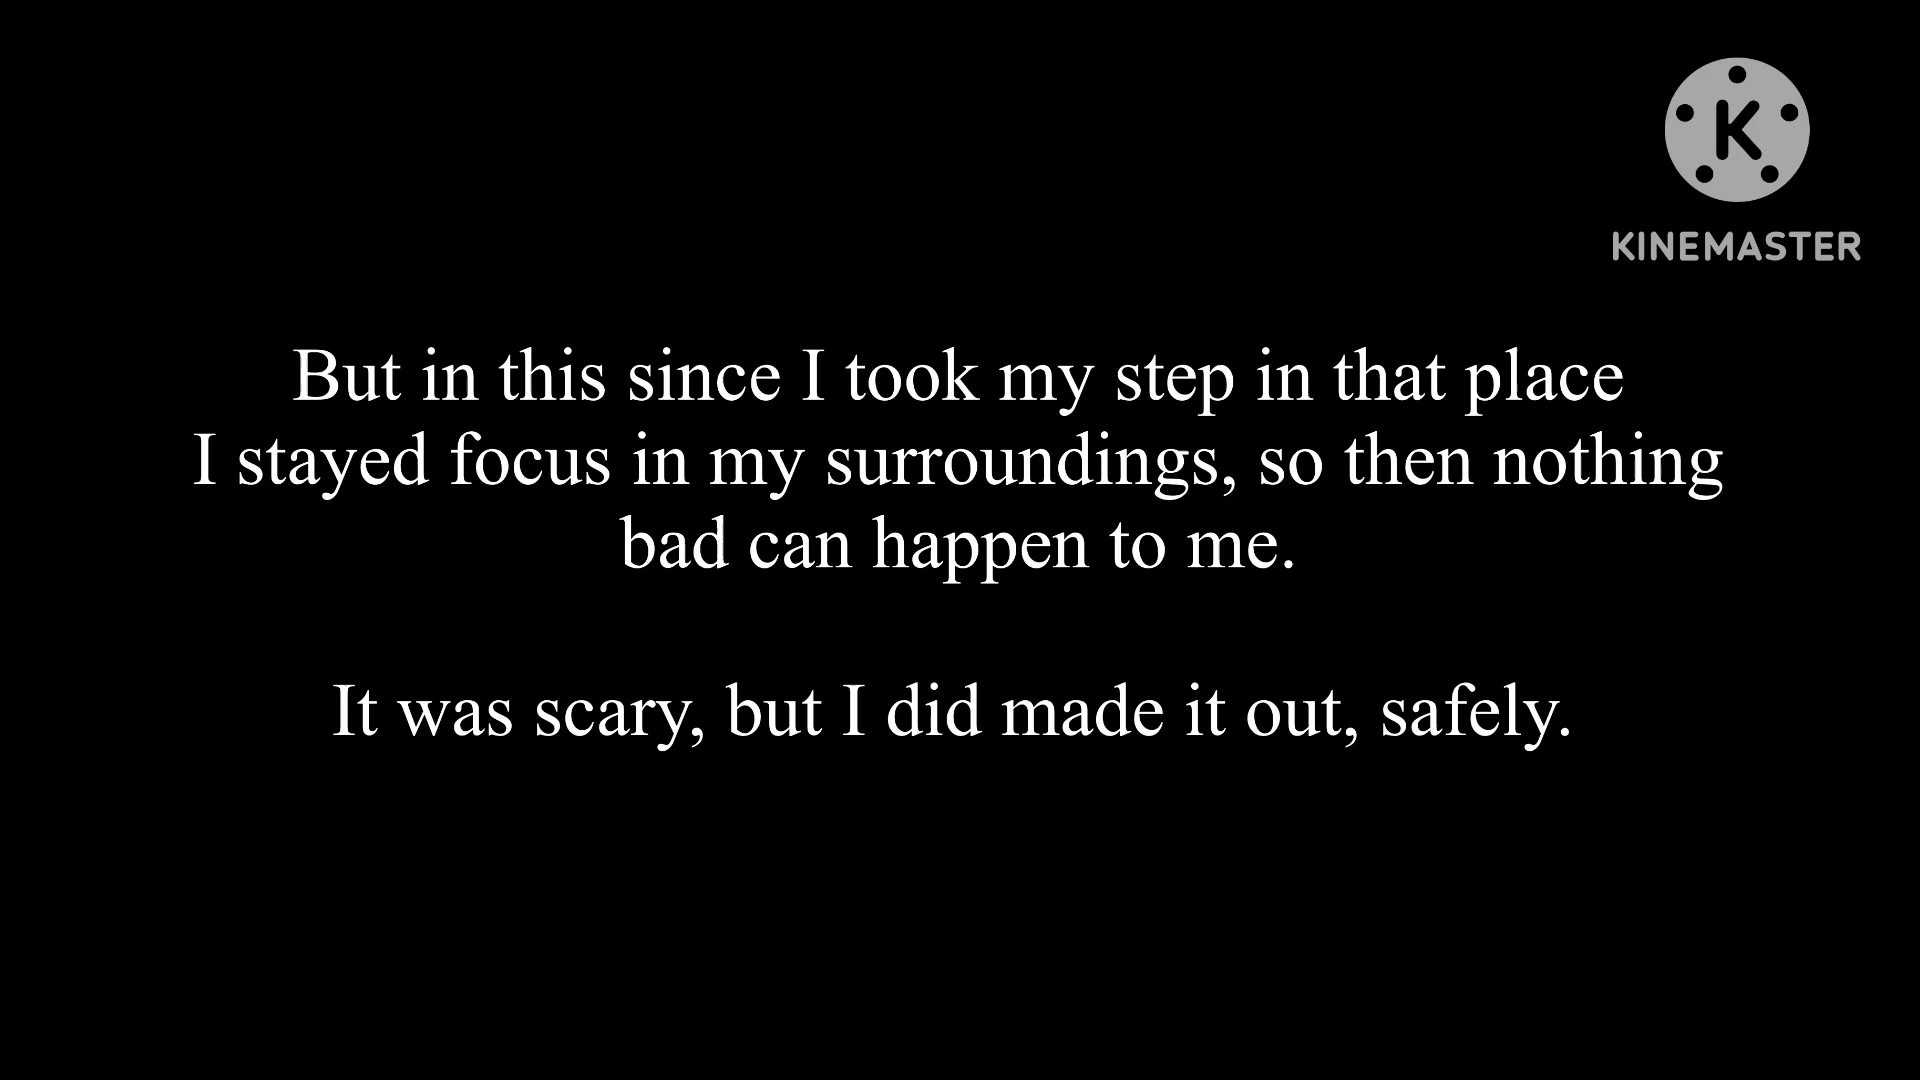 K
KINEMASTER
But in this since I took my step in that place
I stayed focus in my surroundings, so then nothing
bad can happen to me.
It was scary, but I did made it out, safely.